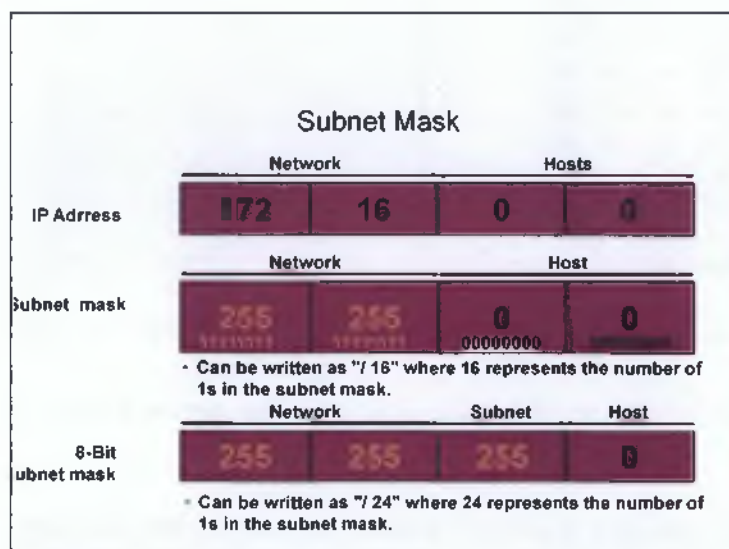 Subnet Mask
Network Hosts
IP Adrress 172 16 0 0
Network Host
Subnet mask 255 255 0 0
11111111 11111111 00000000
· Can be written as "/ 16" where 16 represents the number of
1s in the subnet mask.
Network Subnet Host
8-Bit
ubnet mask 255 255 255 0
· Can be written as "/ 24" where 24 represents the number of
1s in the subnet mask.